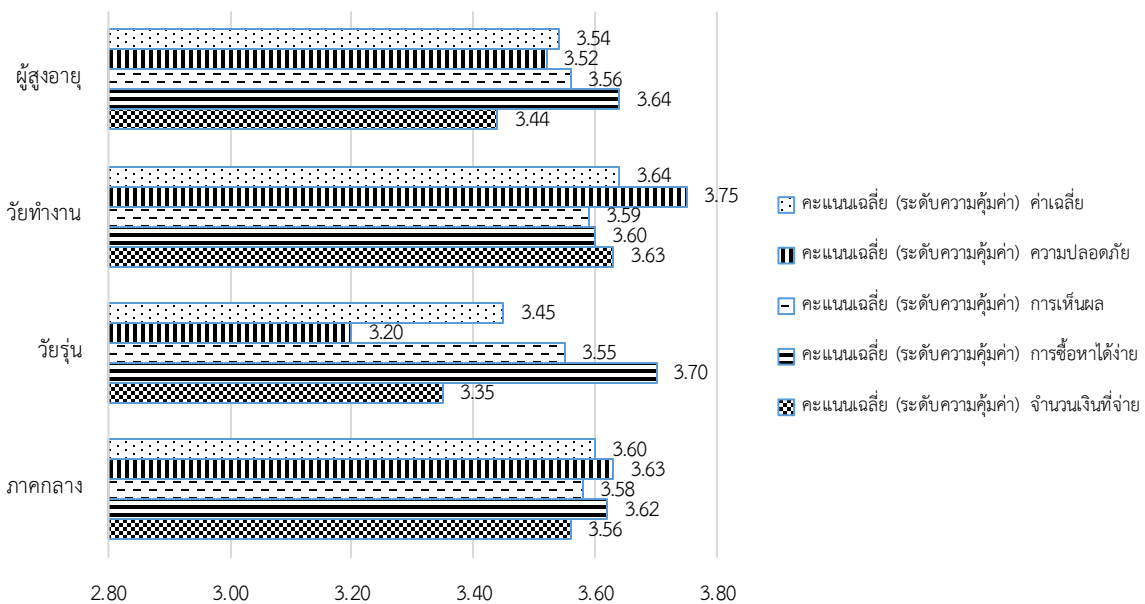 ผู้สูงอายุ
3.54
3.52
3.56
3.64
3.44
วัยทำงาน
3.64
3.75
3.59
3.60
3.63
วัยรุ่น
3.45
3.20
3.55
3.70
3.35
ภาคกลาง
3.60
3.63
3.58
3.62
3.56
2.80 3.00 3.20 3.40 3.60 3.80
คะแนนเฉลี่ย (ระดับความคุ้มค่า) ค่าเฉลี่ย
คะแนนเฉลี่ย (ระดับความคุ้มค่า) ความปลอดภัย
คะแนนเฉลี่ย (ระดับความคุ้มค่า) การเห็นผล
คะแนนเฉลี่ย (ระดับความคุ้มค่า) การซื้อหาได้ง่าย
คะแนนเฉลี่ย (ระดับความคุ้มค่า) จำนวนเงินที่จ่าย